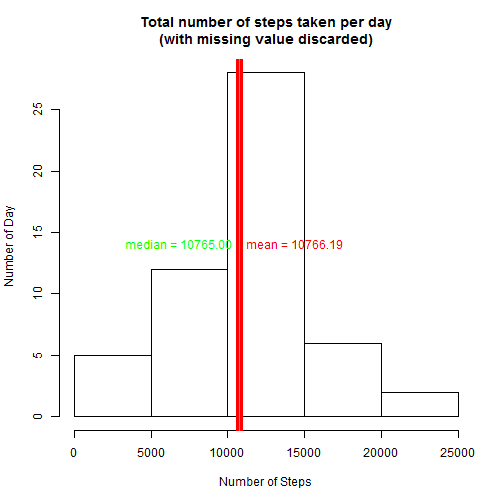 Total number of steps taken per day
(with missing value discarded)
Number of Day
25
20
15
10
5
0
median = 10765.00
mean = 10766.19
0 5000 10000 15000 20000 25000
Number of Steps